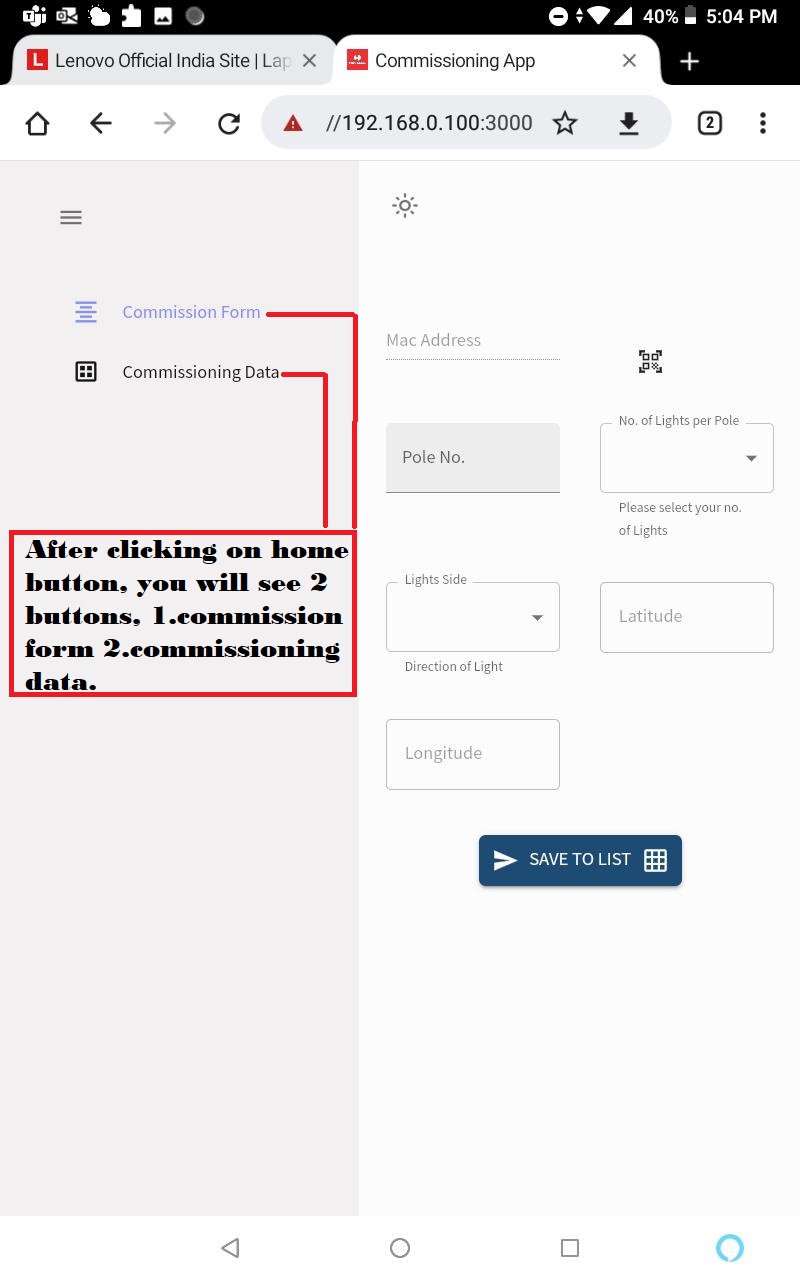 40% 5:04 PM
L Lenovo Official India Site | Lap
Commissioning App
//192.168.0.100:3000
2
Commission Form
Commissioning Data
After clicking on home
button, you will see 2
buttons, 1.commission
form 2.commissioning
data.
Mac Address
Pole No.
No. of Lights per Pole
Please select your no.
of Lights
Lights Side
Direction of Light
Latitude
Longitude
SAVE TO LIST